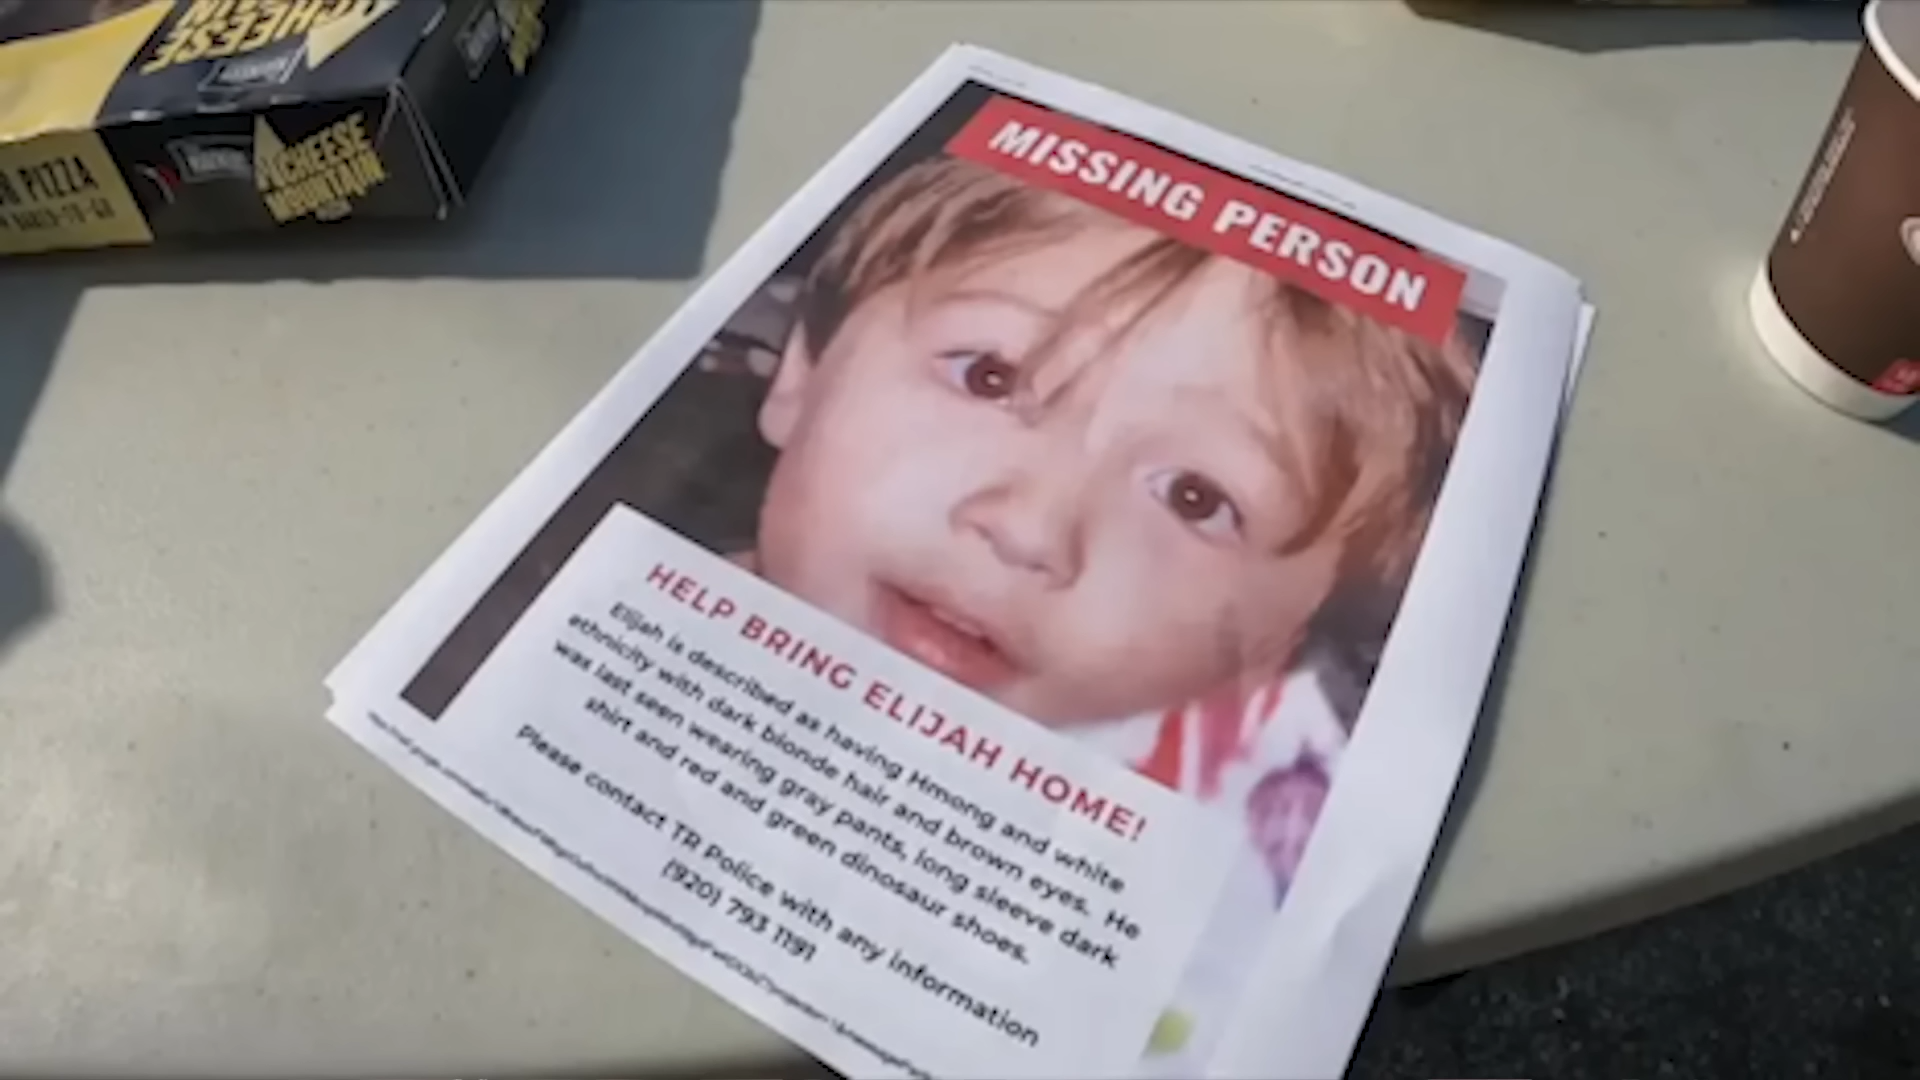 CHEESE
MOUNTAIN
PIZZA
CHEESE
MOUNTAIN
MISSING PERSON
HELP BRING ELIJAH HOME!
Elijah is described as having Hmong and white
ethnicity with dark blonde hair and brown eyes. He
was last seen wearing gray pants, long sleeve dark
shirt and red and green dinosaur shoes.
Please contact TR Police with any information
(920) 793 1191